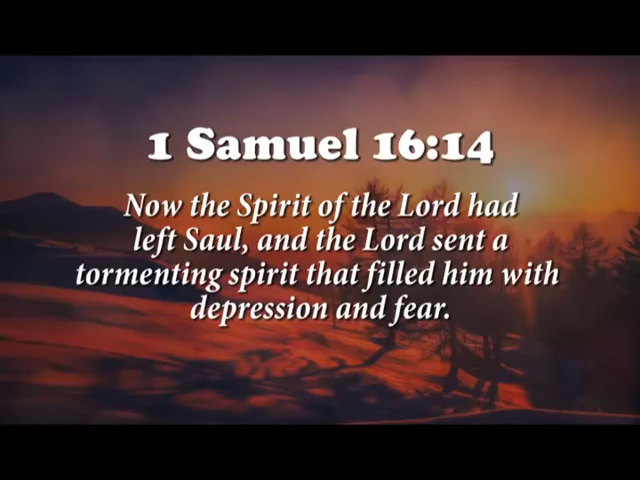 1 Samuel 16:14
Now the Spirit of the Lord had
left Saul, and the Lord sent a
tormenting spirit that filled him with
depression and fear.